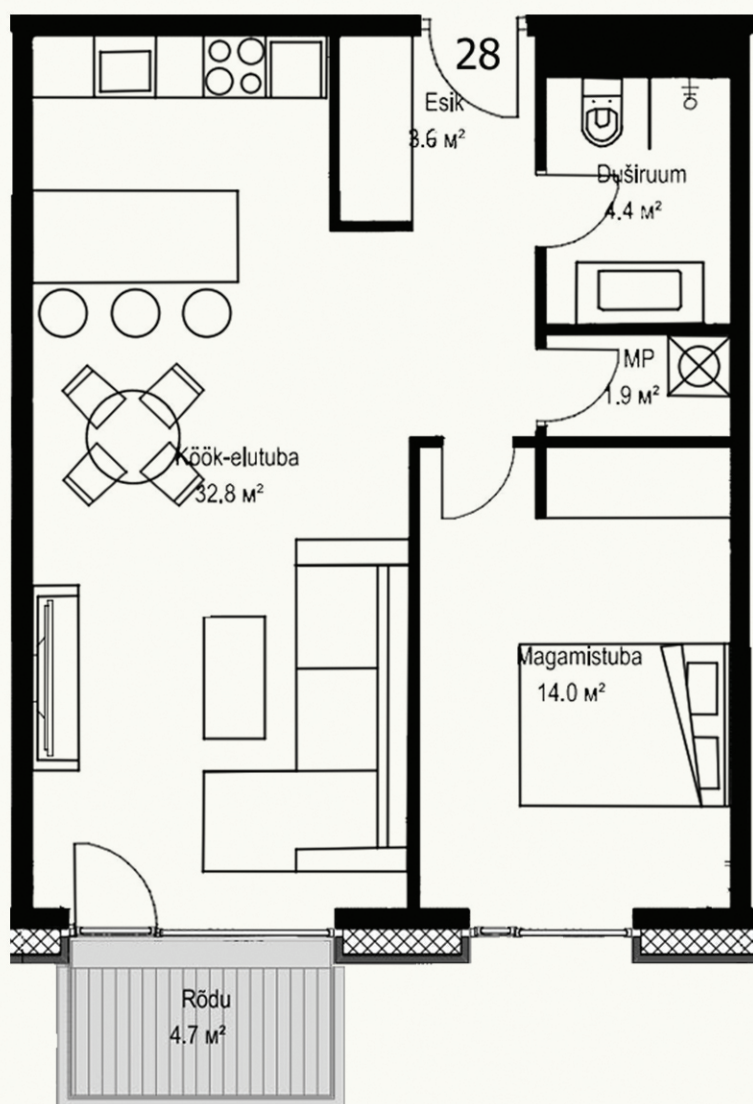 28
Esik
3.6 м²
Duširuum
4.4 м²
MP
1.9 м²
Köök-elutuba
32.8 м²
Magamistuba
14.0 м²
Rõdu
4.7 м²